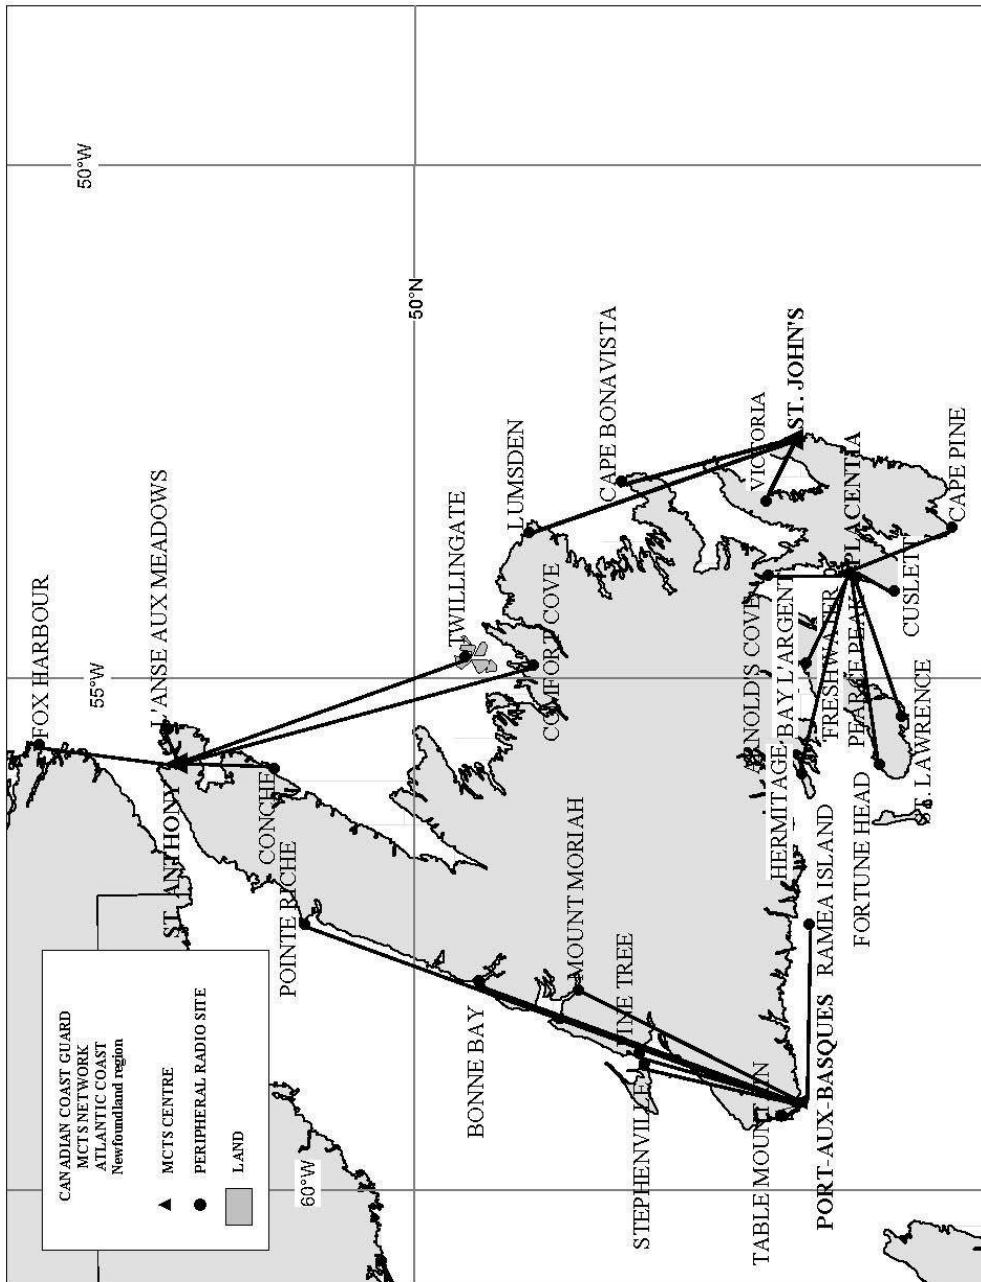 CANADIAN COAST GUARD
MCTS NETWORK
ATLANTIC COAST
Newfoundland region
MCTS CENTRE
PERIPHERAL RADIO SITE
LAND
60°W
55°W
50°W
50°N
FOX HARBOUR
L'ANSE AUX MEADOWS
ST. ANTHONY
CONCHE
POINTE RICHE
TWILLINGATE
LUMSDEN
COMFORT COVE
BONNE BAY
MOUNT MORIAH
PINE TREE
STEPHENVILLE
CAPE BONAVISTA
VICTORIA
ST. JOHN'S
TABLE MOUNTAIN
ARNOLD'S COVE
HERMITAGE
BAY L'ARGENT
PORT-AUX-BASQUES
RAMEA ISLAND
FRESHWATER
PEARCE PEAK
PLACENTIA
FORTUNE HEAD
CUSLETT
ST. LAWRENCE
CAPE PINE